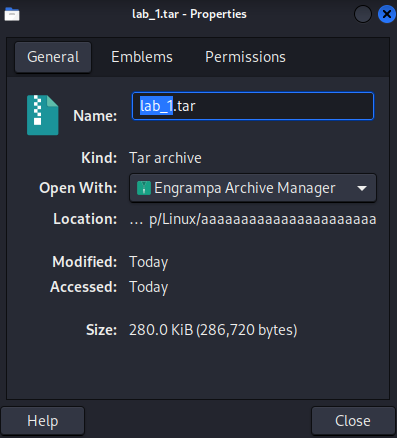 lab_1.tar - Properties
General Emblems Permissions
Name: lab_1.tar
Kind: Tar archive
Open With: Engrampa Archive Manager
Location: ... p/Linux/aaaaaaaaaaaaaaaaaaaaaa
Modified: Today
Accessed: Today
Size: 280.0 KiB (286,720 bytes)
Help Close